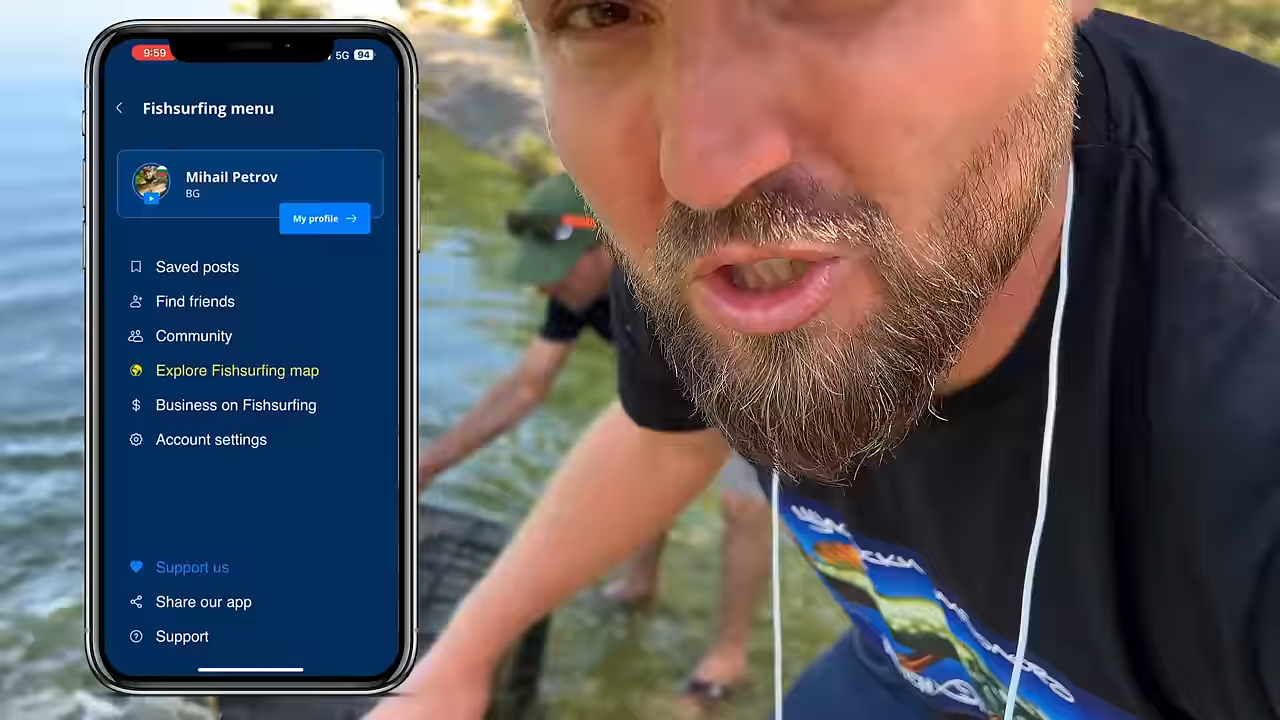 9:59
5G 94
Fishsurfing menu
Mihail Petrov
BG
My profile
Saved posts
Find friends
Community
Explore Fishsurfing map
$ Business on Fishsurfing
Account settings
Support us
Share our app
? Support